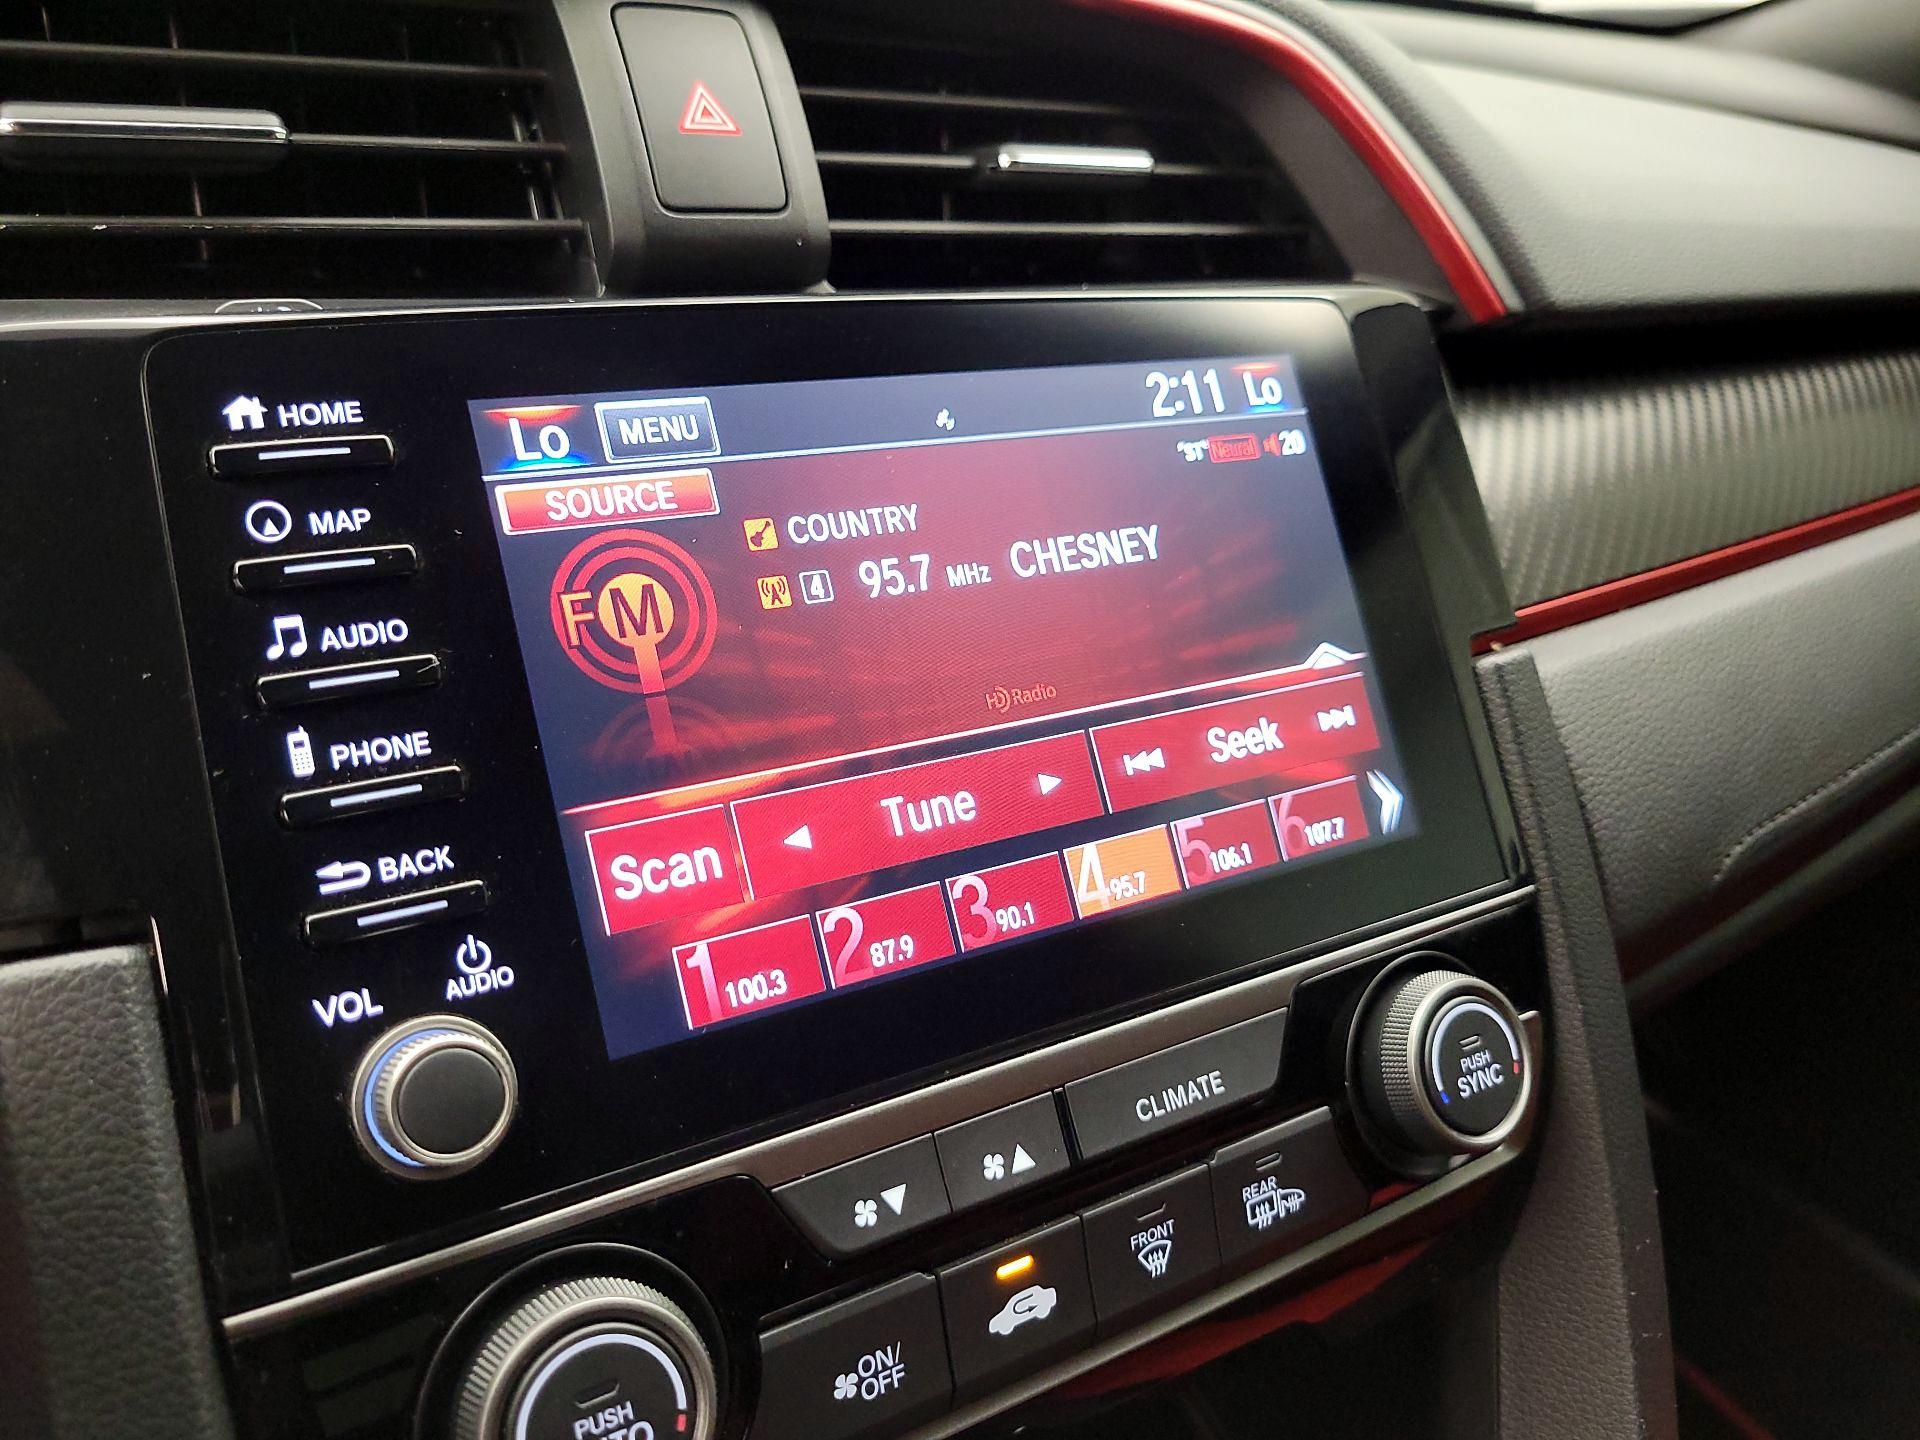 HOME
MAP
AUDIO
PHONE
BACK
VOL
AUDIO
Lo
MENU
2:11
Lo
"ST" Neural 20
SOURCE
FM
COUNTRY
4 95.7 MHz CHESNEY
HD Radio
Scan
Tune
Seek
1 100.3
2 87.9
3 90.1
4 95.7
5 106.1
6 107.7
CLIMATE
PUSH
SYNC
FRONT
REAR
ON/
OFF
PUSH